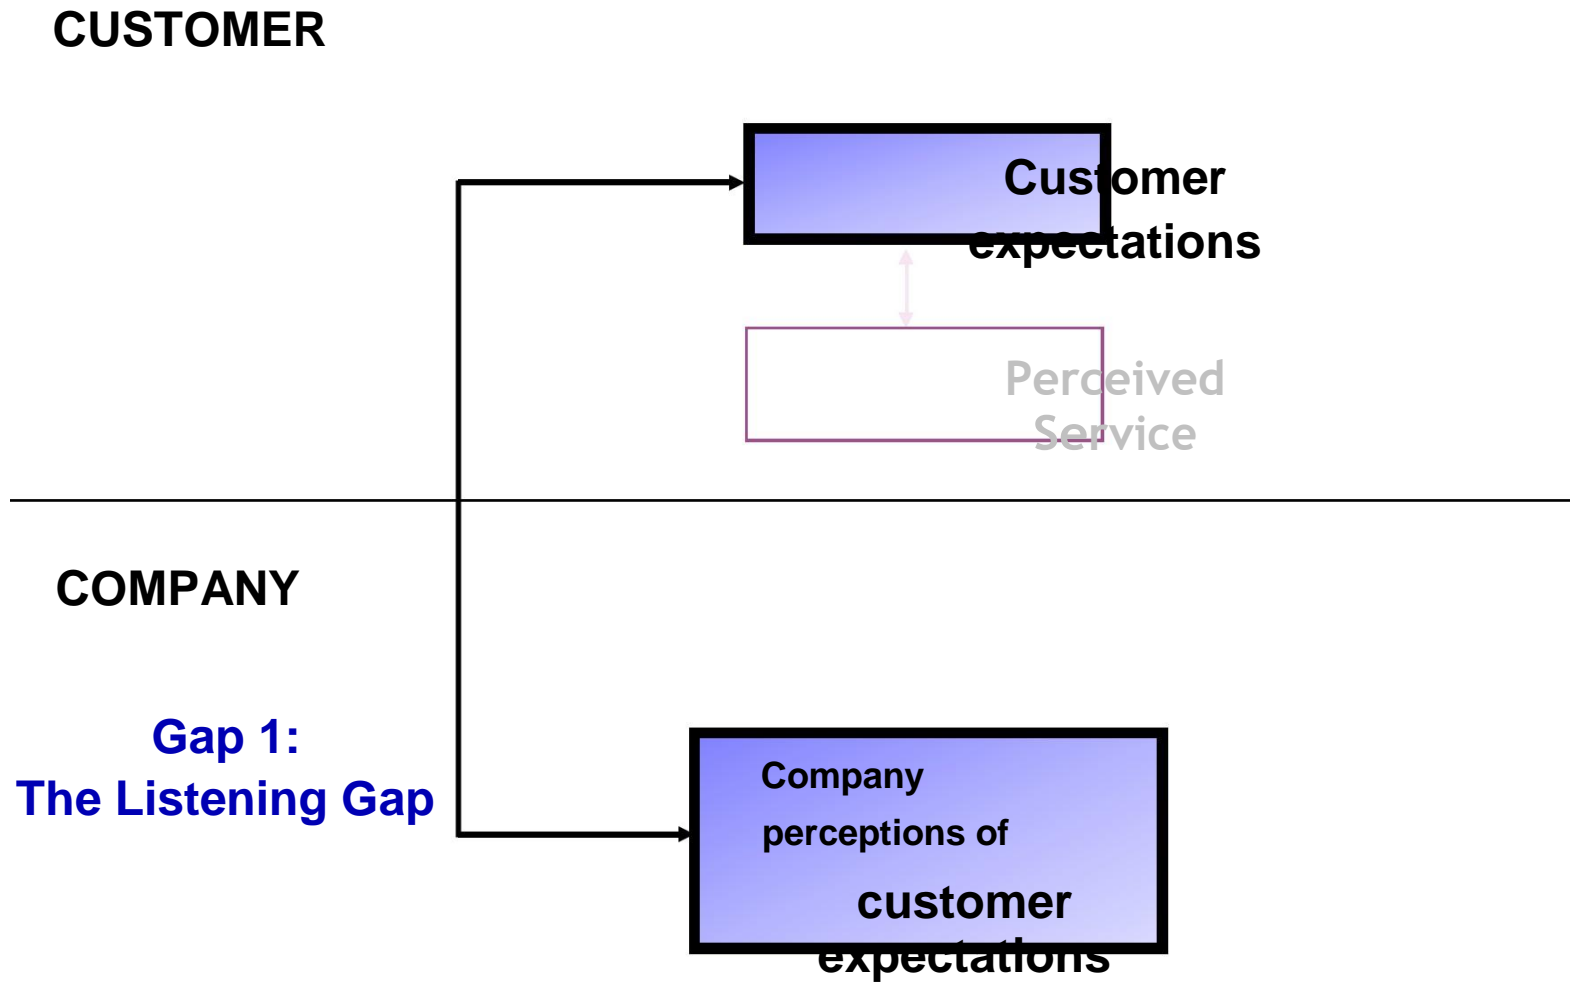 CUSTOMER
Customer
expectations
Perceived
Service
COMPANY
Gap 1:
The Listening Gap
Company
perceptions of
customer
expectations